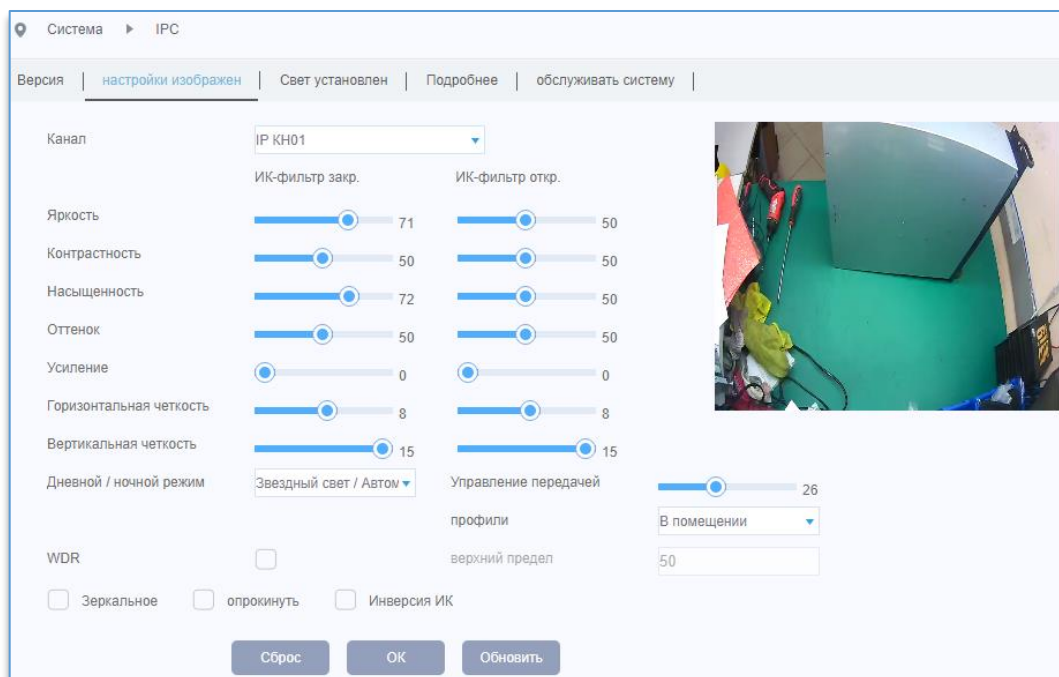 Система ▶ IPC
Версия | настройки изображен | Свет установлен | Подробнее | обслуживать систему |
Канал IP КН01
ИК-фильтр закр. ИК-фильтр откр.
Яркость 71 50
Контрастность 50 50
Насыщенность 72 50
Оттенок 50 50
Усиление 0 0
Горизонтальная четкость 8 8
Вертикальная четкость 15 15
Дневной / ночной режим Звездный свет / Автом Управление передачей 26
профили В помещении
WDR верхний предел 50
Зеркальное опрокинуть Инверсия ИК
Сброс ОК Обновить